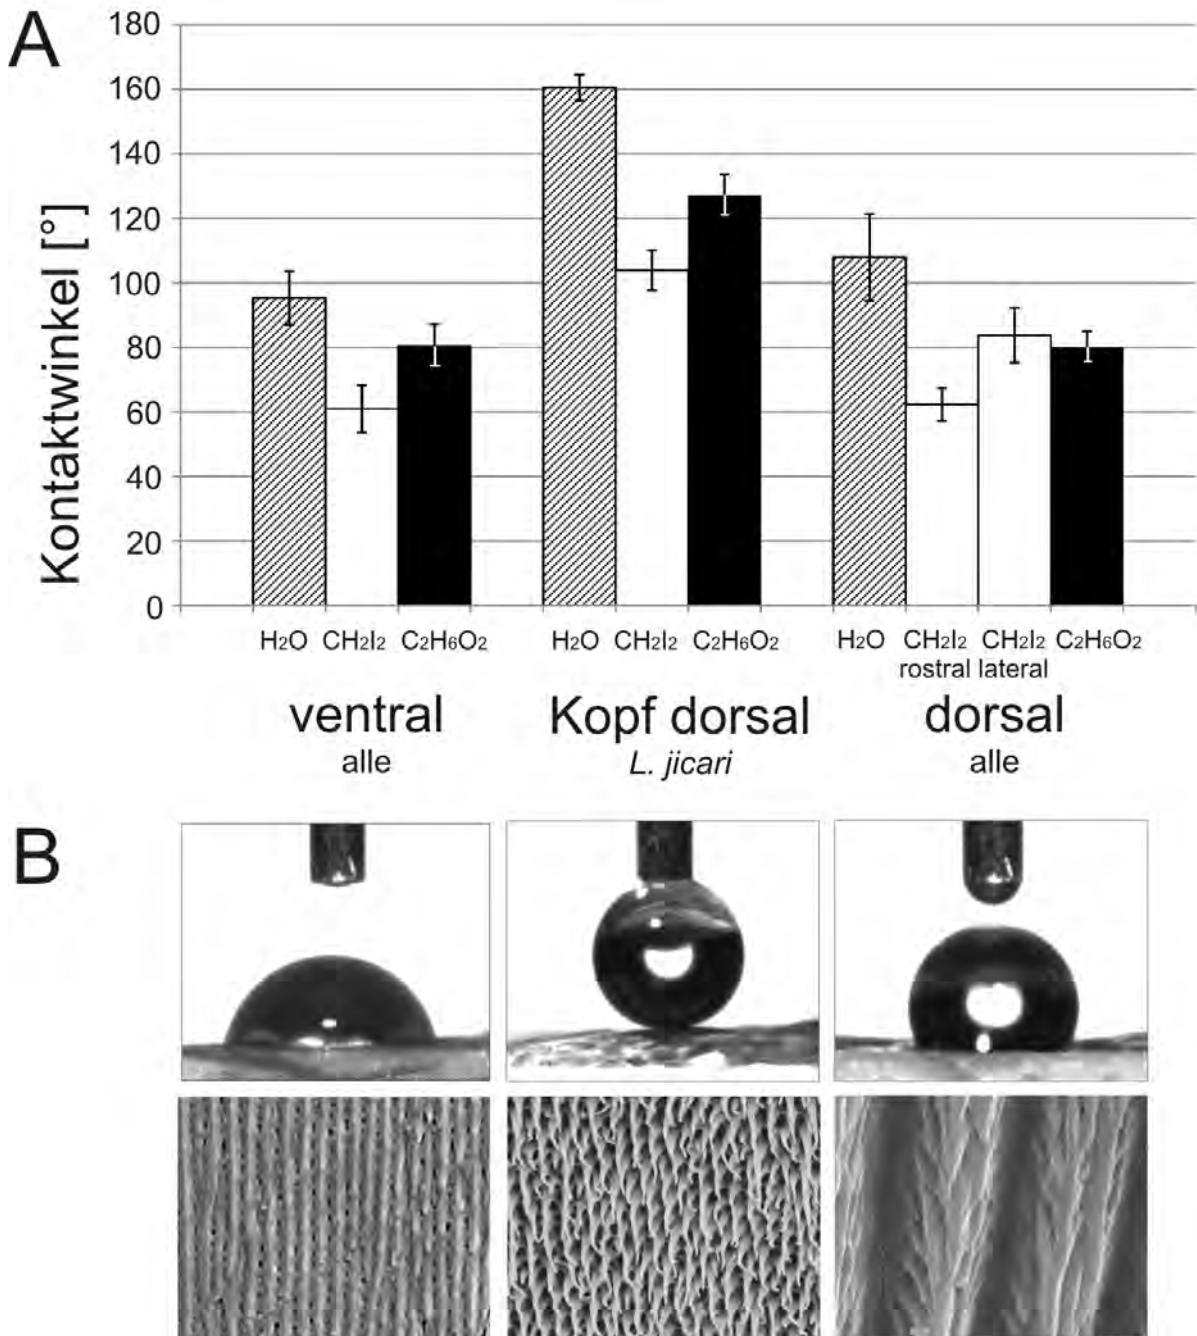 A
180
160
140
120
100
80
60
40
20
0
Kontaktwinkel [°]
H2O CH2I2 C2H6O2 H2O CH2I2 C2H6O2 H2O CH2I2 CH2I2 C2H6O2
rostral lateral
ventral Kopf dorsal dorsal
alle L. jicari alle
B